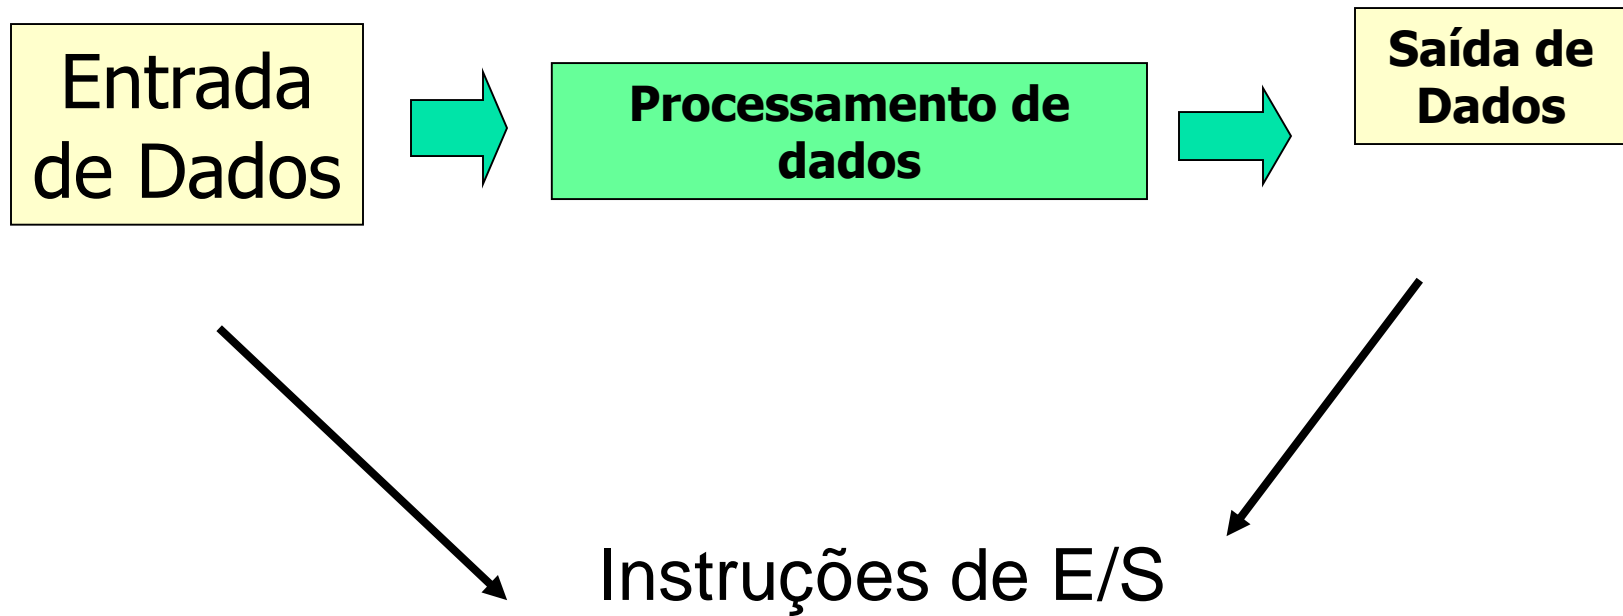 Entrada
de Dados
Processamento de
dados
Saída de
Dados
Instruções de E/S